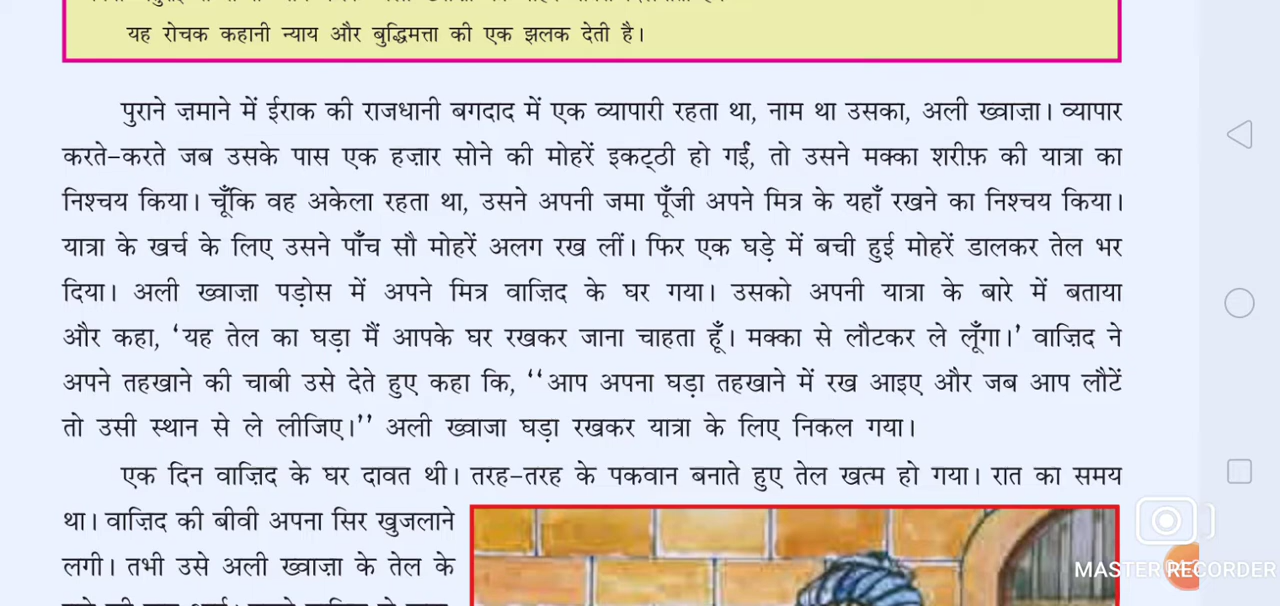 यह रोचक कहानी न्याय और बुद्धिमत्ता की एक झलक देती है।
पुराने ज़माने में ईराक की राजधानी बगदाद में एक व्यापारी रहता था, नाम था उसका, अली ख्वाज़ा। व्यापार
करते-करते जब उसके पास एक हज़ार सोने की मोहरें इकट्ठी हो गईं, तो उसने मक्का शरीफ़ की यात्रा का
निश्चय किया। चूँकि वह अकेला रहता था, उसने अपनी जमा पूँजी अपने मित्र के यहाँ रखने का निश्चय किया।
यात्रा के खर्च के लिए उसने पाँच सौ मोहरें अलग रख लीं। फिर एक घड़े में बची हुई मोहरें डालकर तेल भर
दिया। अली ख्वाज़ा पड़ोस में अपने मित्र वाज़िद के घर गया। उसको अपनी यात्रा के बारे में बताया
और कहा, ‘यह तेल का घड़ा मैं आपके घर रखकर जाना चाहता हूँ। मक्का से लौटकर ले लूँगा।’ वाज़िद ने
अपने तहखाने की चाबी उसे देते हुए कहा कि, ‘‘आप अपना घड़ा तहखाने में रख आइए और जब आप लौटें
तो उसी स्थान से ले लीजिए।’’ अली ख्वाजा घड़ा रखकर यात्रा के लिए निकल गया।
एक दिन वाज़िद के घर दावत थी। तरह-तरह के पकवान बनाते हुए तेल खत्म हो गया। रात का समय
था। वाज़िद की बीवी अपना सिर खुजलाने
लगी। तभी उसे अली ख्वाज़ा के तेल के
MASTER RECORDER